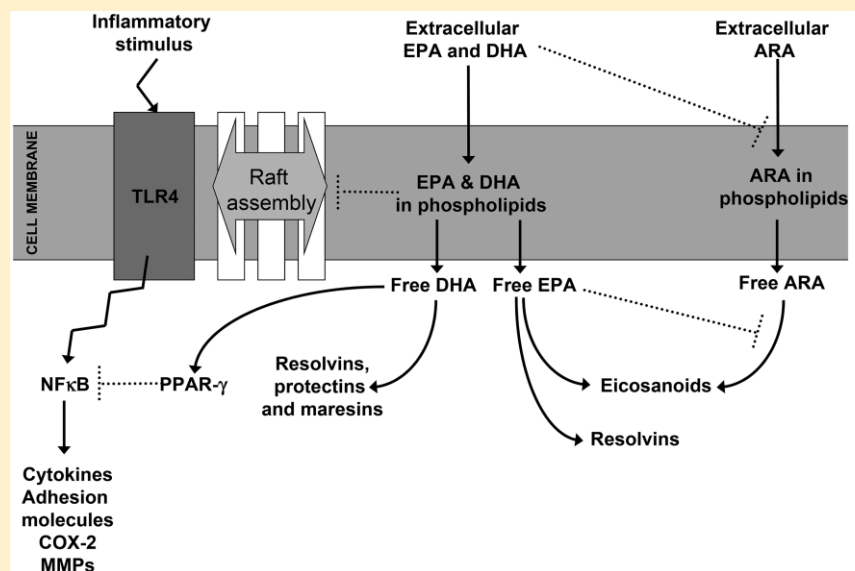 Inflammatory
stimulus
Extracellular
EPA and DHA
Extracellular
ARA
CELL MEMBRANE
TLR4
Raft
assembly
EPA & DHA
in phospholipids
ARA in
phospholipids
Free DHA
Free EPA
Free ARA
NFκB
PPAR-γ
Resolvins,
protectins
and maresins
Eicosanoids
Resolvins
Cytokines
Adhesion
molecules
COX-2
MMPs